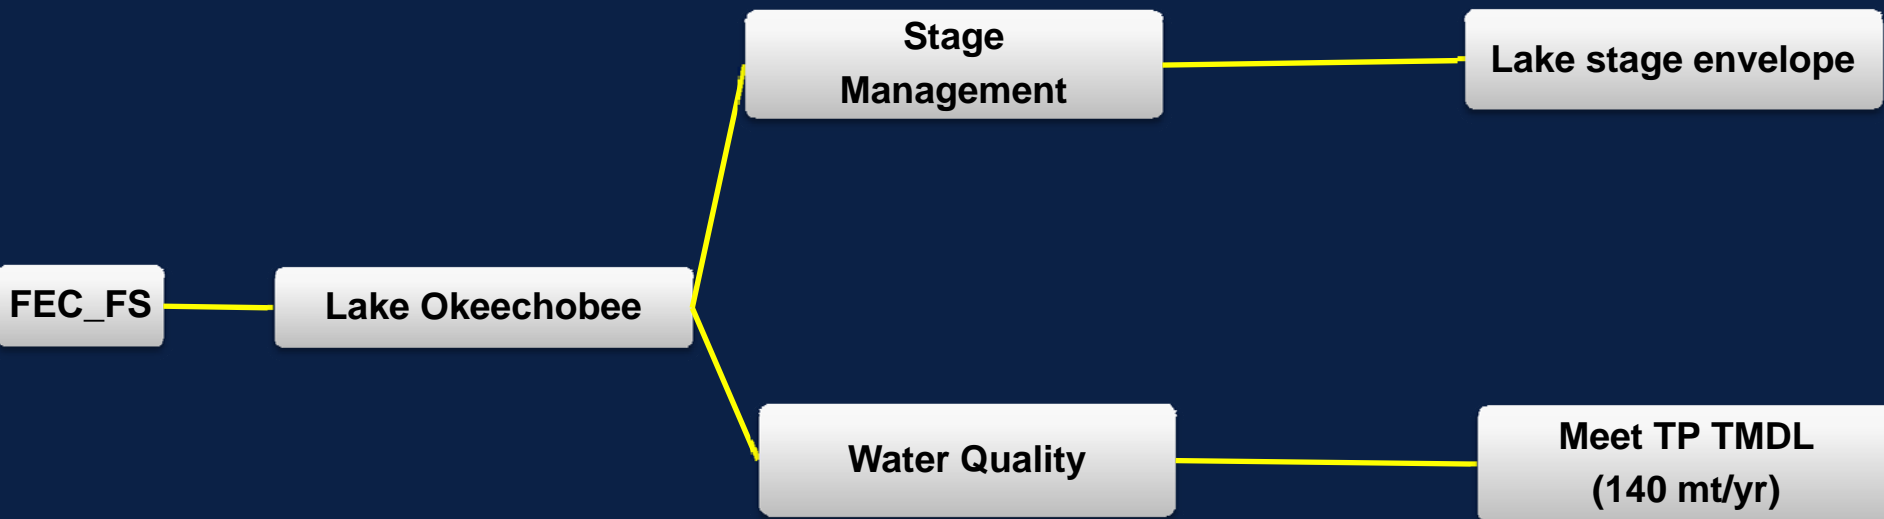 Stage
Management
Lake stage envelope
FEC_FS
Lake Okeechobee
Water Quality
Meet TP TMDL
(140 mt/yr)